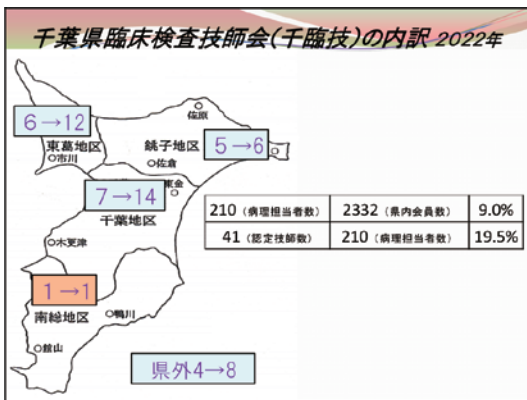 千葉県臨床検査技師会(千臨技)の内訳 2022年
佐原
6→12
東葛地区
銚子地区
5→6
市川
佐倉
東金
7→14
千葉地区
210 (病理担当者数) 2332 (県内会員数) 9.0%
41 (認定技師数) 210 (病理担当者数) 19.5%
木更津
1→1
南総地区
鴨川
館山
県外4→8